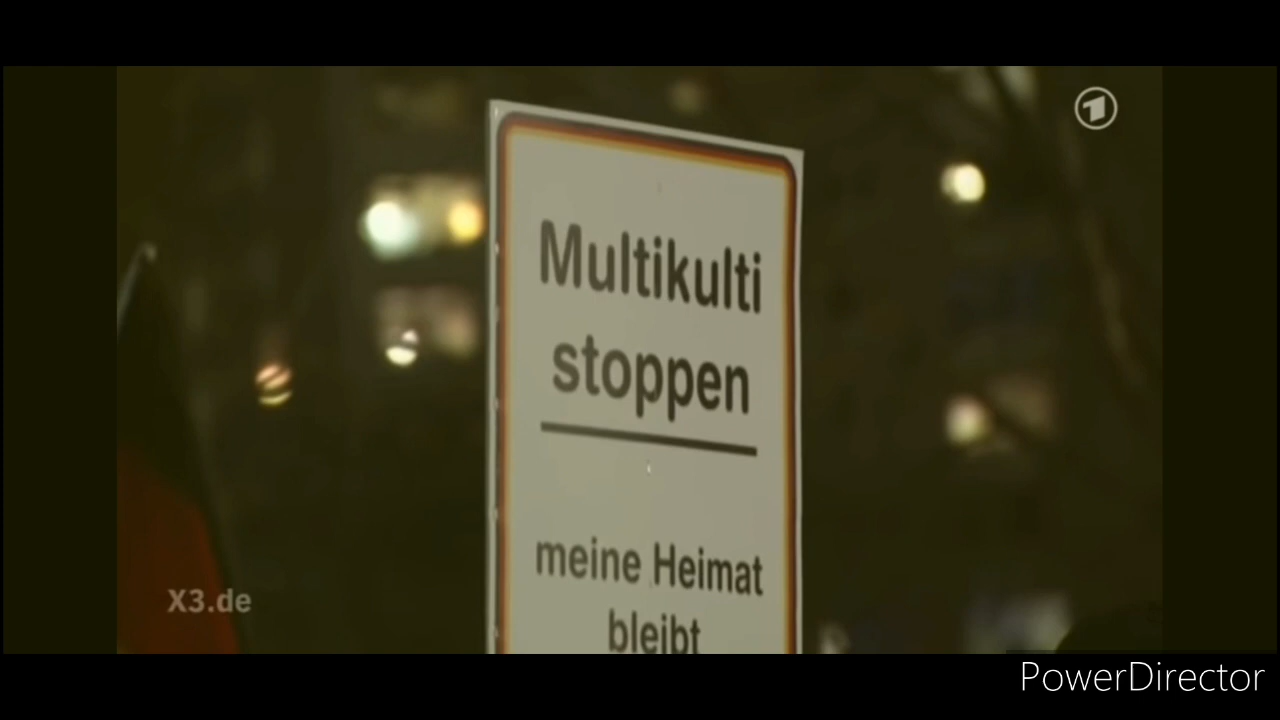 Multikulti
stoppen
meine Heimat
bleibt
X3.de
PowerDirector